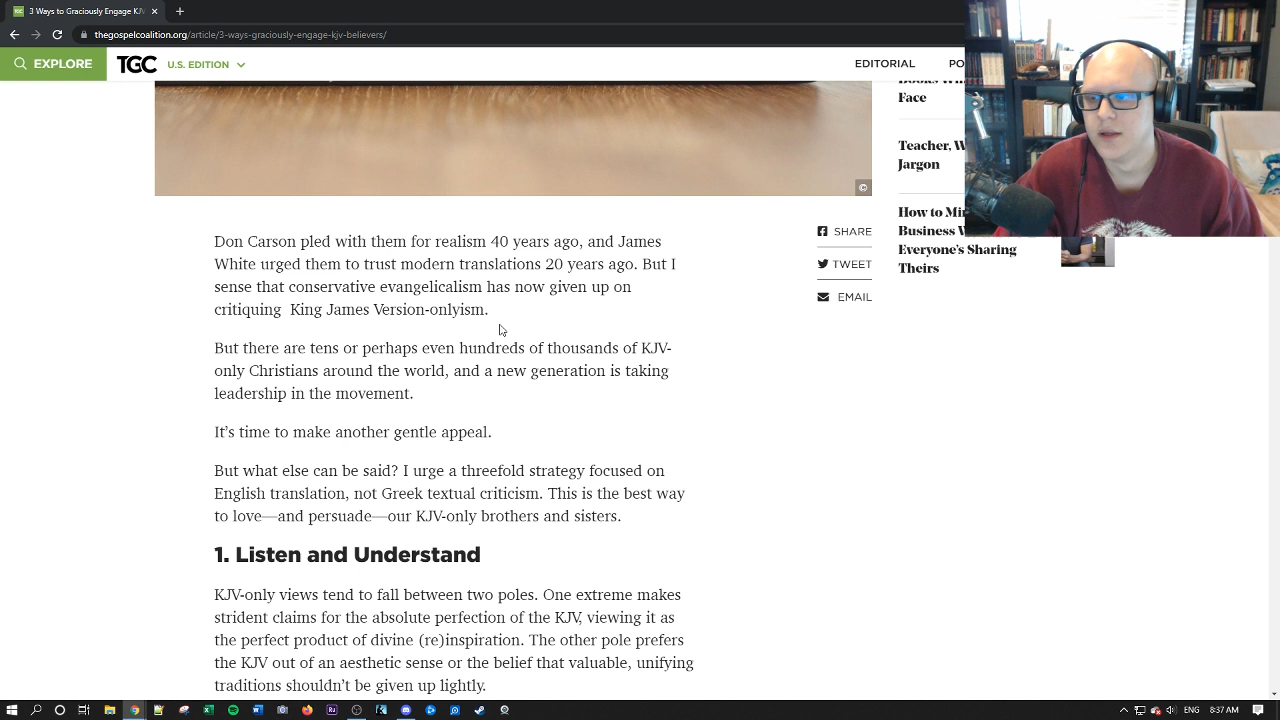 3 Ways to Graciously Engage KJV
thegospelcoalition.org/article/3-ways-graciously-engage-kjv-only-believers/
EXPLORE
TGC
U.S. EDITION
EDITORIAL
Face
Teacher, W
Jargon
How to Min
Business W
Everyone's Sharing
Theirs
©
SHARE
TWEET
EMAIL
Don Carson pled with them for realism 40 years ago, and James
White urged them to trust modern translations 20 years ago. But I
sense that conservative evangelicalism has now given up on
critiquing King James Version-onlyism.
But there are tens or perhaps even hundreds of thousands of KJV-
only Christians around the world, and a new generation is taking
leadership in the movement.
It's time to make another gentle appeal.
But what else can be said? I urge a threefold strategy focused on
English translation, not Greek textual criticism. This is the best way
to love—and persuade—our KJV-only brothers and sisters.
1. Listen and Understand
KJV-only views tend to fall between two poles. One extreme makes
strident claims for the absolute perfection of the KJV, viewing it as
the perfect product of divine (re)inspiration. The other pole prefers
the KJV out of an aesthetic sense or the belief that valuable, unifying
traditions shouldn't be given up lightly.
ENG
8:37 AM